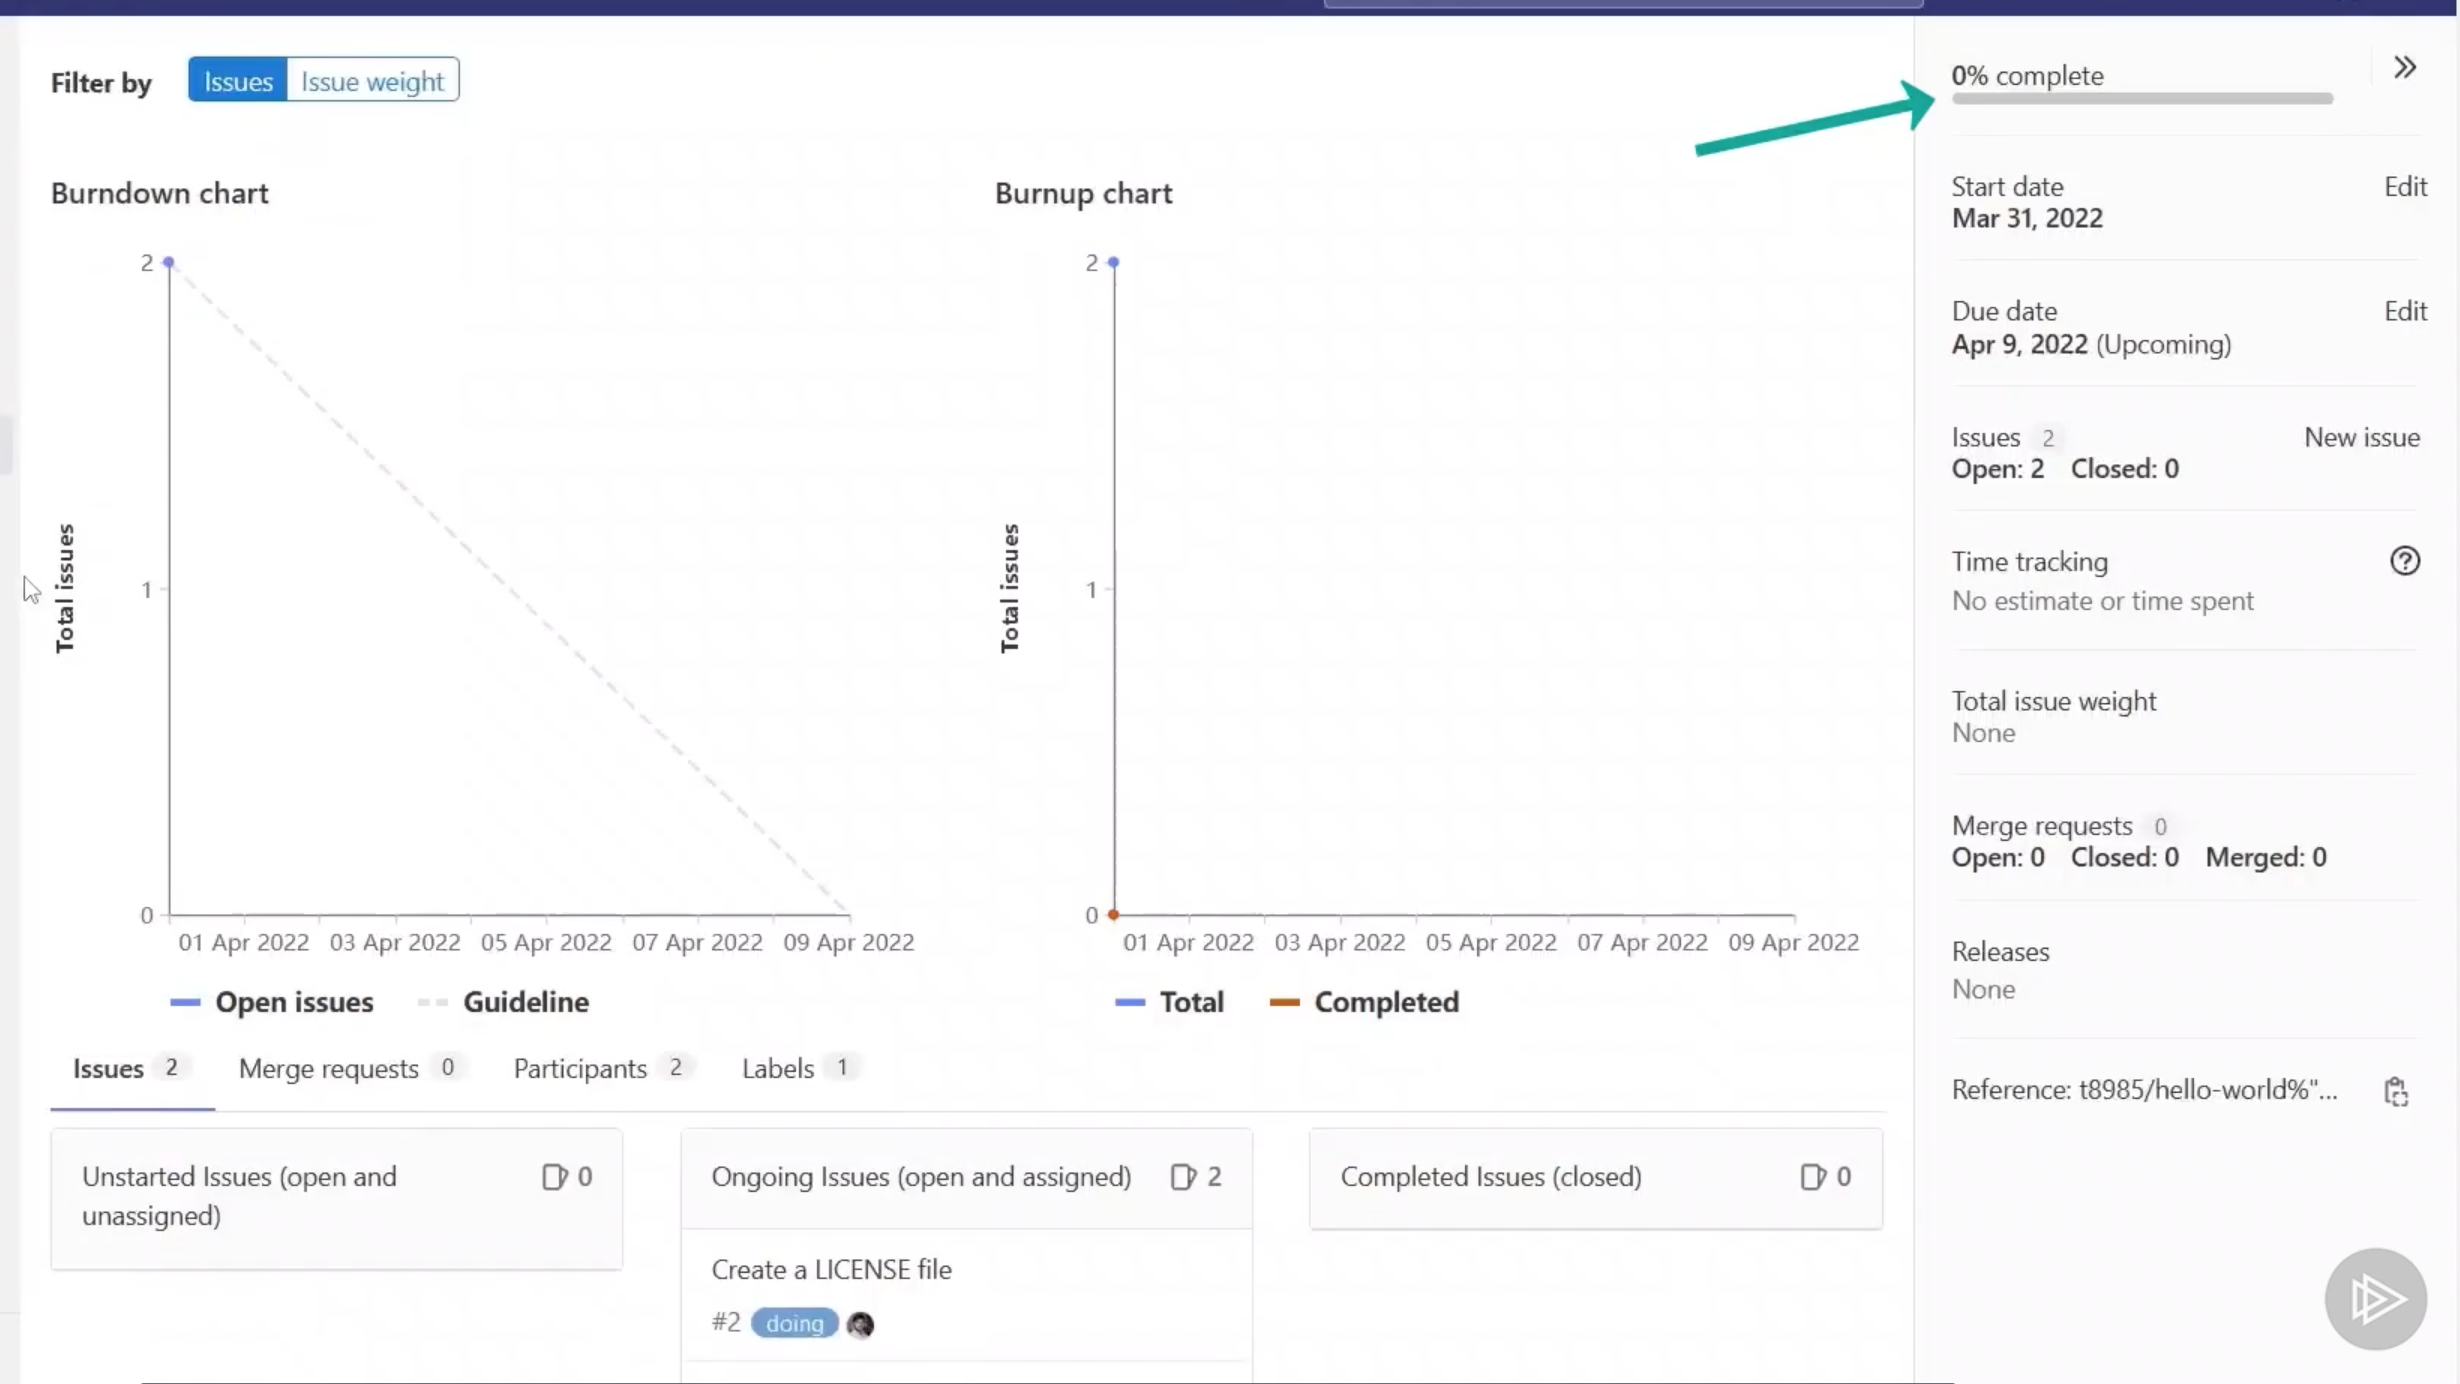 Filter by Issues Issue weight
Burndown chart
2
1
0
Total issues
01 Apr 2022 03 Apr 2022 05 Apr 2022 07 Apr 2022 09 Apr 2022
Open issues Guideline
Burnup chart
2
1
0
Total issues
01 Apr 2022 03 Apr 2022 05 Apr 2022 07 Apr 2022 09 Apr 2022
Total Completed
Issues 2 Merge requests 0 Participants 2 Labels 1
Unstarted Issues (open and
unassigned)
0
Ongoing Issues (open and assigned) 2
Create a LICENSE file
#2 doing
Completed Issues (closed) 0
0% complete
Start date Edit
Mar 31, 2022
Due date Edit
Apr 9, 2022 (Upcoming)
Issues 2 New issue
Open: 2 Closed: 0
Time tracking
No estimate or time spent
Total issue weight
None
Merge requests 0
Open: 0 Closed: 0 Merged: 0
Releases
None
Reference: t8985/hello-world%"...